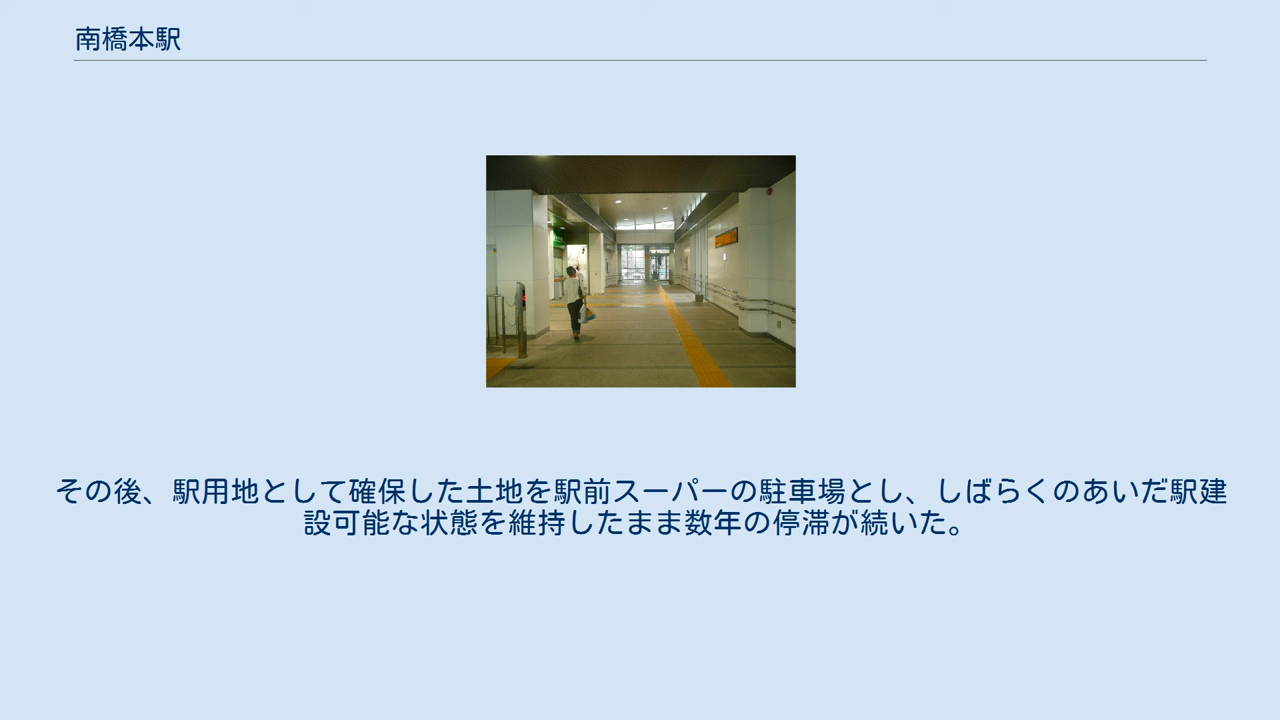 南橋本駅
その後、駅用地として確保した土地を駅前スーパーの駐車場とし、しばらくのあいだ駅建
設可能な状態を維持したまま数年の停滞が続いた。